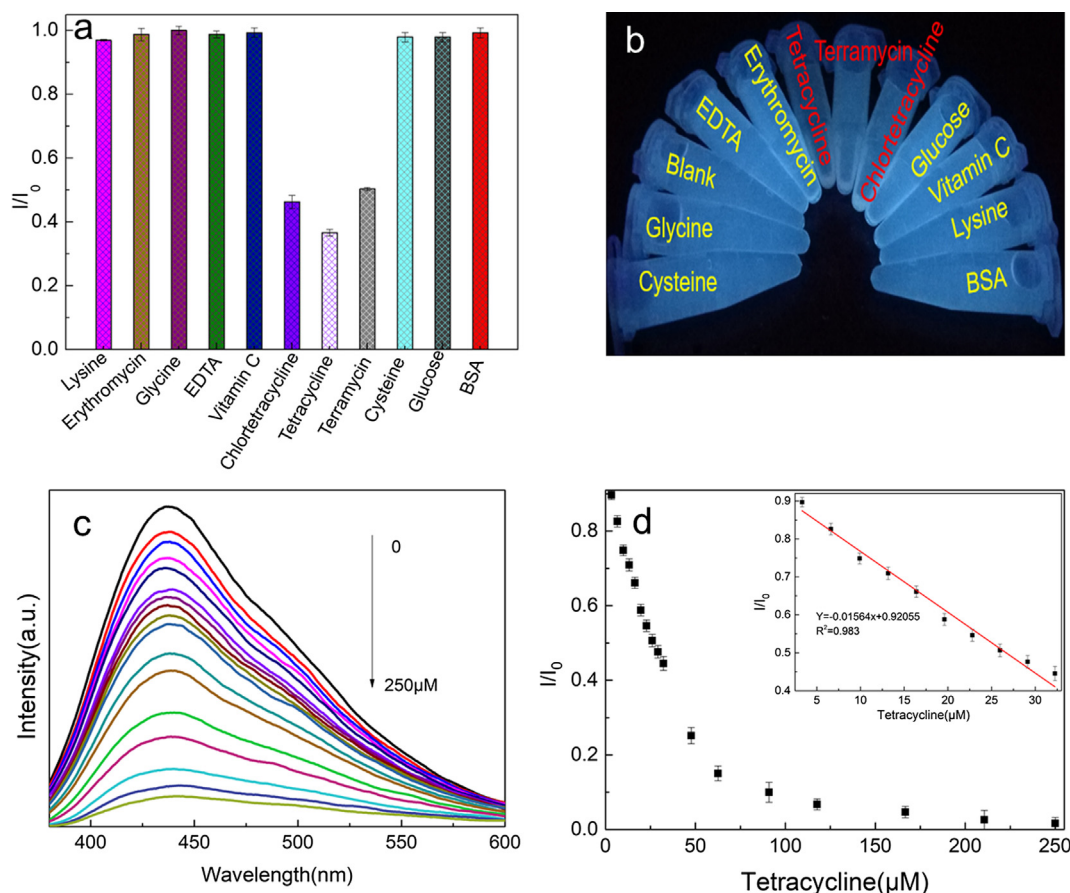 a
I/I0
1.0
0.8
0.6
0.4
0.2
0.0
Lysine
Erythromycin
Glycine
EDTA
Vitamin C
Chlortetracycline
Tetracycline
Terramycin
Cysteine
Glucose
BSA
b
Cysteine
Glycine
Blank
EDTA
Erythromycin
Tetracycline
Terramycin
Chlortetracycline
Glucose
Vitamin C
Lysine
BSA
c
0
250μM
Intensity(a.u.)
400 450 500 550 600
Wavelength(nm)
d
I/I0
0.8
0.6
0.4
0.2
0.0
0 50 100 150 200 250
Tetracycline(μM)
I/I0
0.9
0.8
0.7
0.6
0.5
0.4
Y=-0.01564x+0.92055
R²=0.983
5 10 15 20 25 30
Tetracycline(μM)